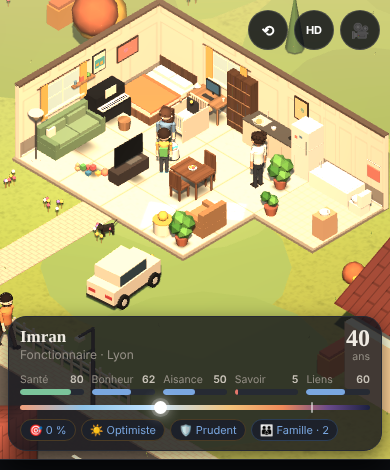 HD
Imran
40
Fonctionnaire · Lyon
ans
Santé 80 Bonheur 62 Aisance 50 Savoir 5 Liens 60
0 % Optimiste Prudent Famille · 2